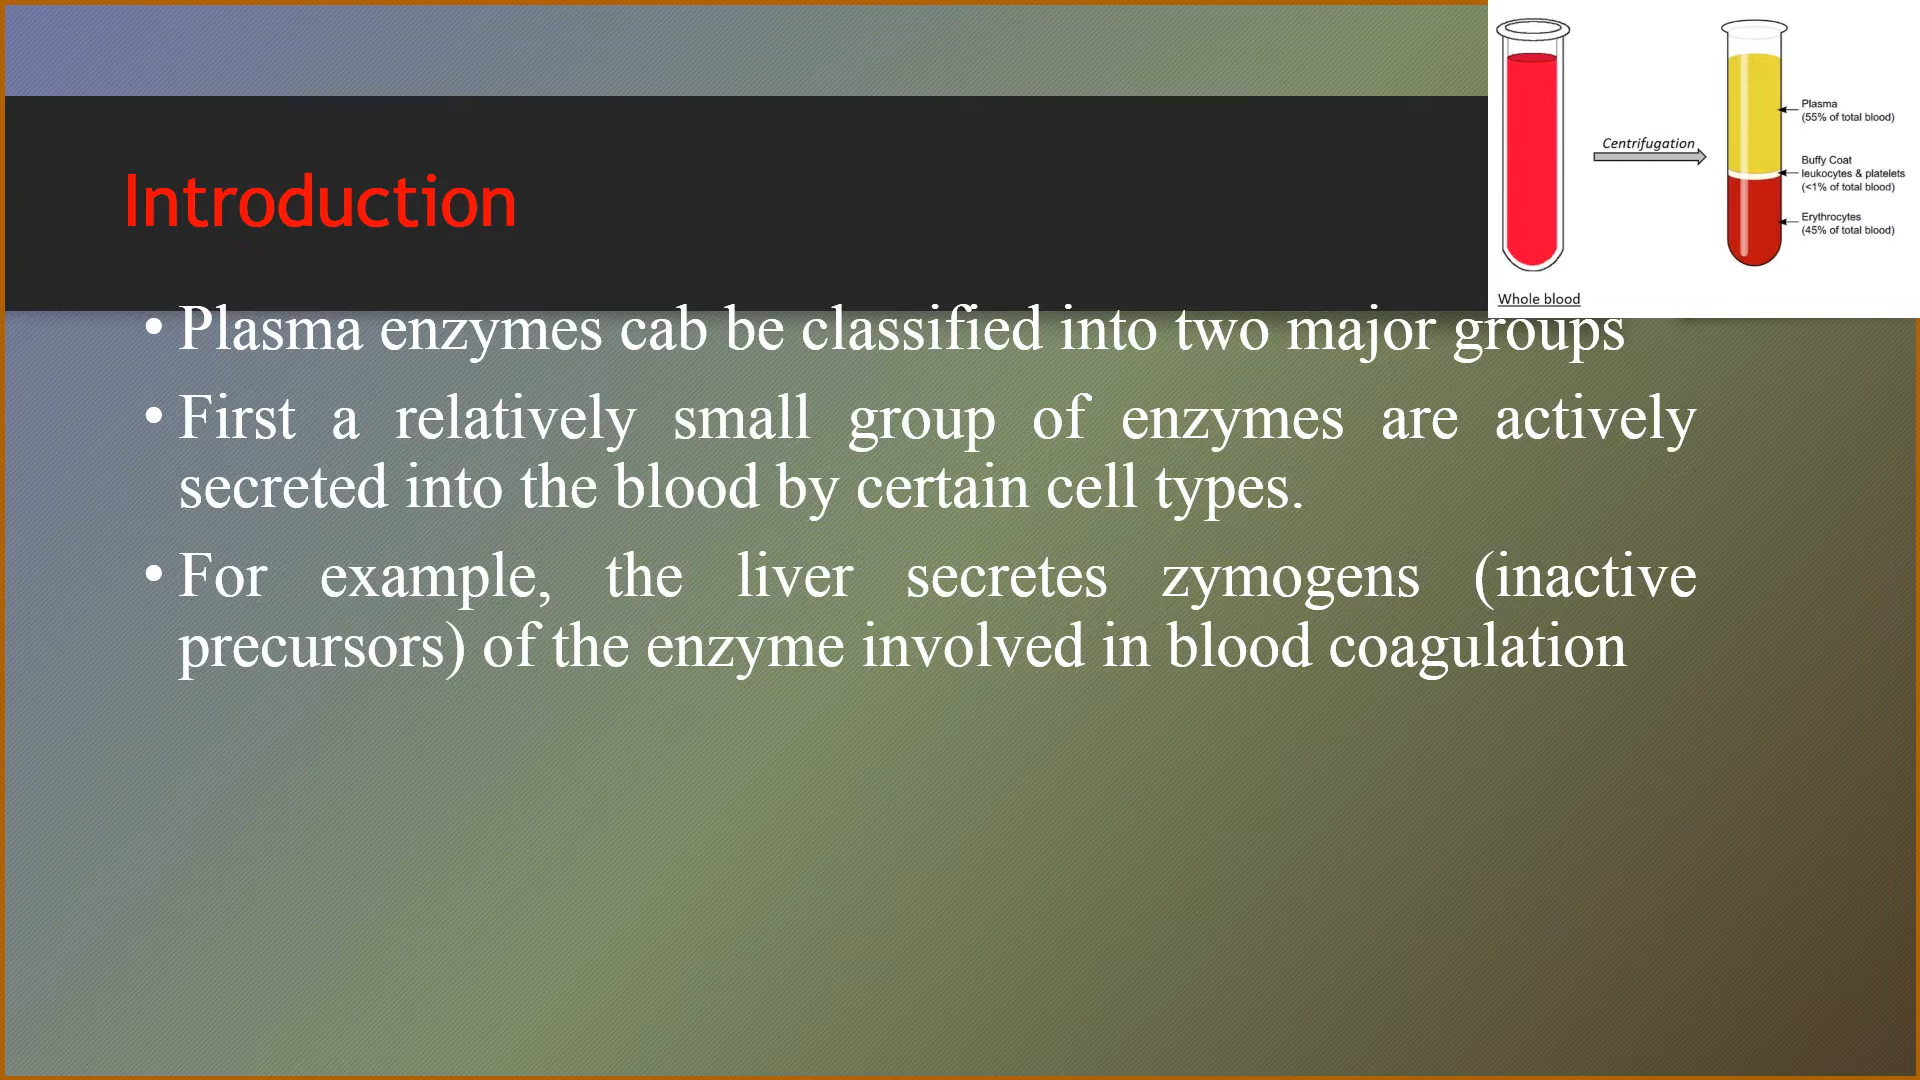 Introduction
Plasma
(55% of total blood)
Centrifugation
Buffy Coat
leukocytes & platelets
(<1% of total blood)
Erythrocytes
(45% of total blood)
Whole blood
• Plasma enzymes cab be classified into two major groups
• First a relatively small group of enzymes are actively
secreted into the blood by certain cell types.
• For example, the liver secretes zymogens (inactive
precursors) of the enzyme involved in blood coagulation